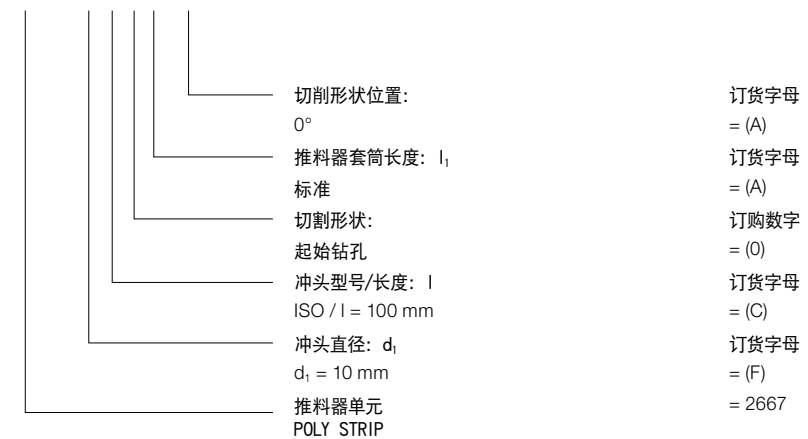 切削形状位置: 订货字母
0° = (A)
推料器套筒长度: l₁ 订货字母
标准 = (A)
切割形状: 订购数字
起始钻孔 = (0)
冲头型号/长度: l 订货字母
ISO / l = 100 mm = (C)
冲头直径: d₁ 订货字母
d₁ = 10 mm = (F)
推料器单元 = 2667
POLY STRIP